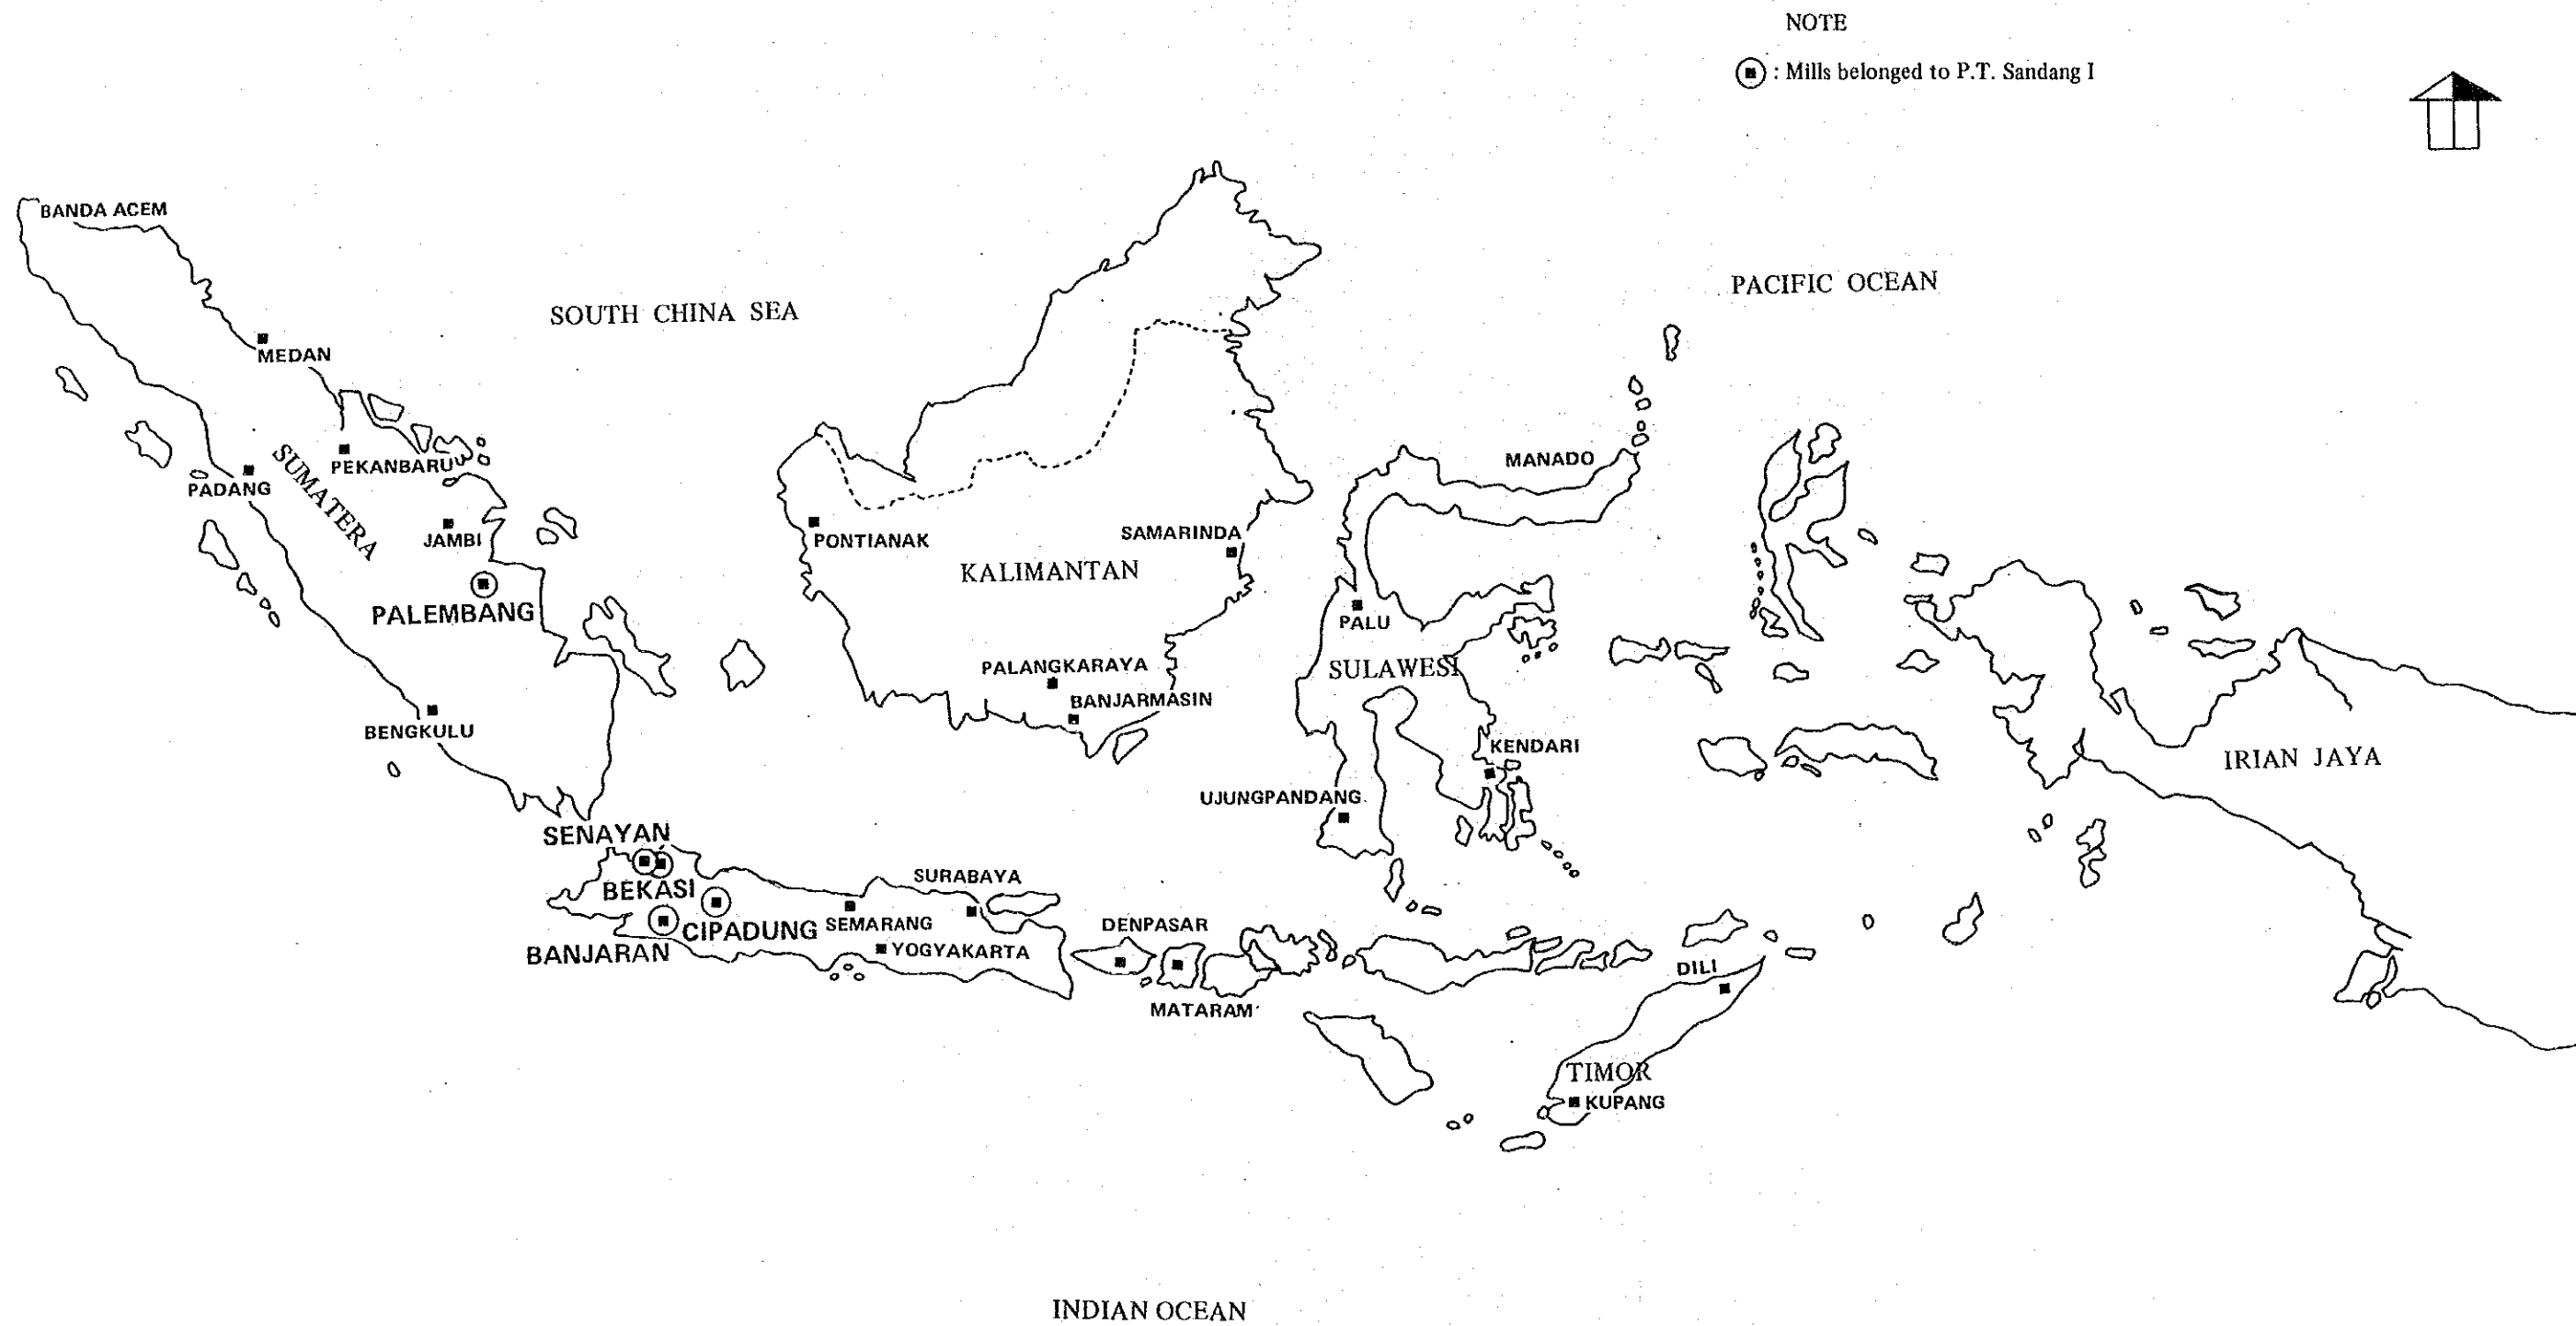 NOTE
: Mills belonged to P.T. Sandang I
BANDA ACEM
PACIFIC OCEAN
SOUTH CHINA SEA
MEDAN
MANADO
PEKANBARU
PADANG
SUMATERA
JAMBI
PONTIANAK
SAMARINDA
KALIMANTAN
PALEMBANG
PALU
PALANGKARAYA
SULAWESI
BANJARMASIN
BENGKULU
KENDARI
IRIAN JAYA
UJUNGPANDANG
SENAYAN
BEKASI
SURABAYA
CIPADUNG
SEMARANG
DENPASAR
BANJARAN
YOGYAKARTA
DILI
MATARAM
TIMOR
KUPANG
INDIAN OCEAN